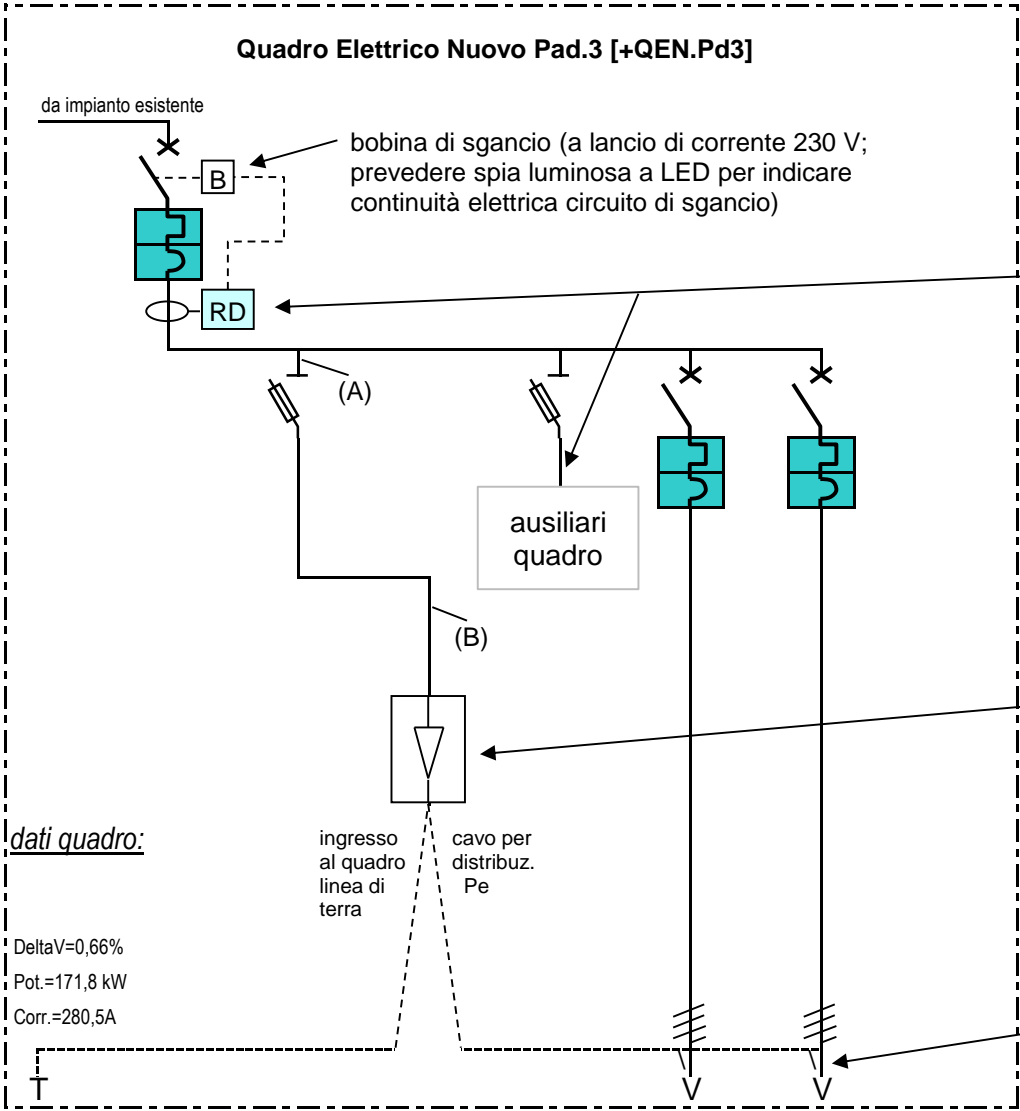 Quadro Elettrico Nuovo Pad.3 [+QEN.Pd3]
da impianto esistente
bobina di sgancio (a lancio di corrente 230 V;
prevedere spia luminosa a LED per indicare
continuità elettrica circuito di sgancio)
B
RD
(A)
ausiliari
quadro
(B)
dati quadro:
ingresso
al quadro
linea di
terra
cavo per
distribuz.
Pe
DeltaV=0,66%
Pot.=171,8 kW
Corr.=280,5A
T
V
V